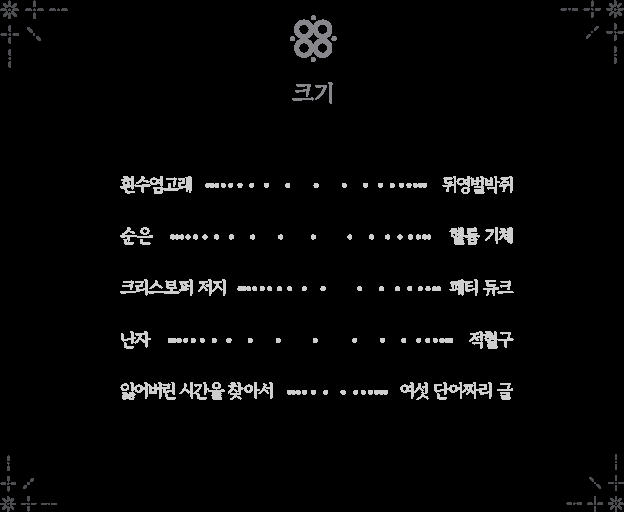 크기
흰수염고래 뒤영벌박쥐
순은 헬륨 기체
크리스토퍼 저지 패티 듀크
난자 적혈구
잃어버린 시간을 찾아서 여섯 단어짜리 글